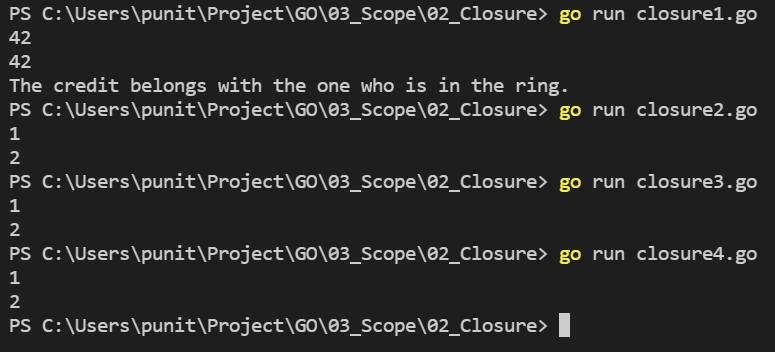 PS C:\Users\punit\Project\GO\03_Scope\02_Closure> go run closure1.go
42
42
The credit belongs with the one who is in the ring.
PS C:\Users\punit\Project\GO\03_Scope\02_Closure> go run closure2.go
1
2
PS C:\Users\punit\Project\GO\03_Scope\02_Closure> go run closure3.go
1
2
PS C:\Users\punit\Project\GO\03_Scope\02_Closure> go run closure4.go
1
2
PS C:\Users\punit\Project\GO\03_Scope\02_Closure>